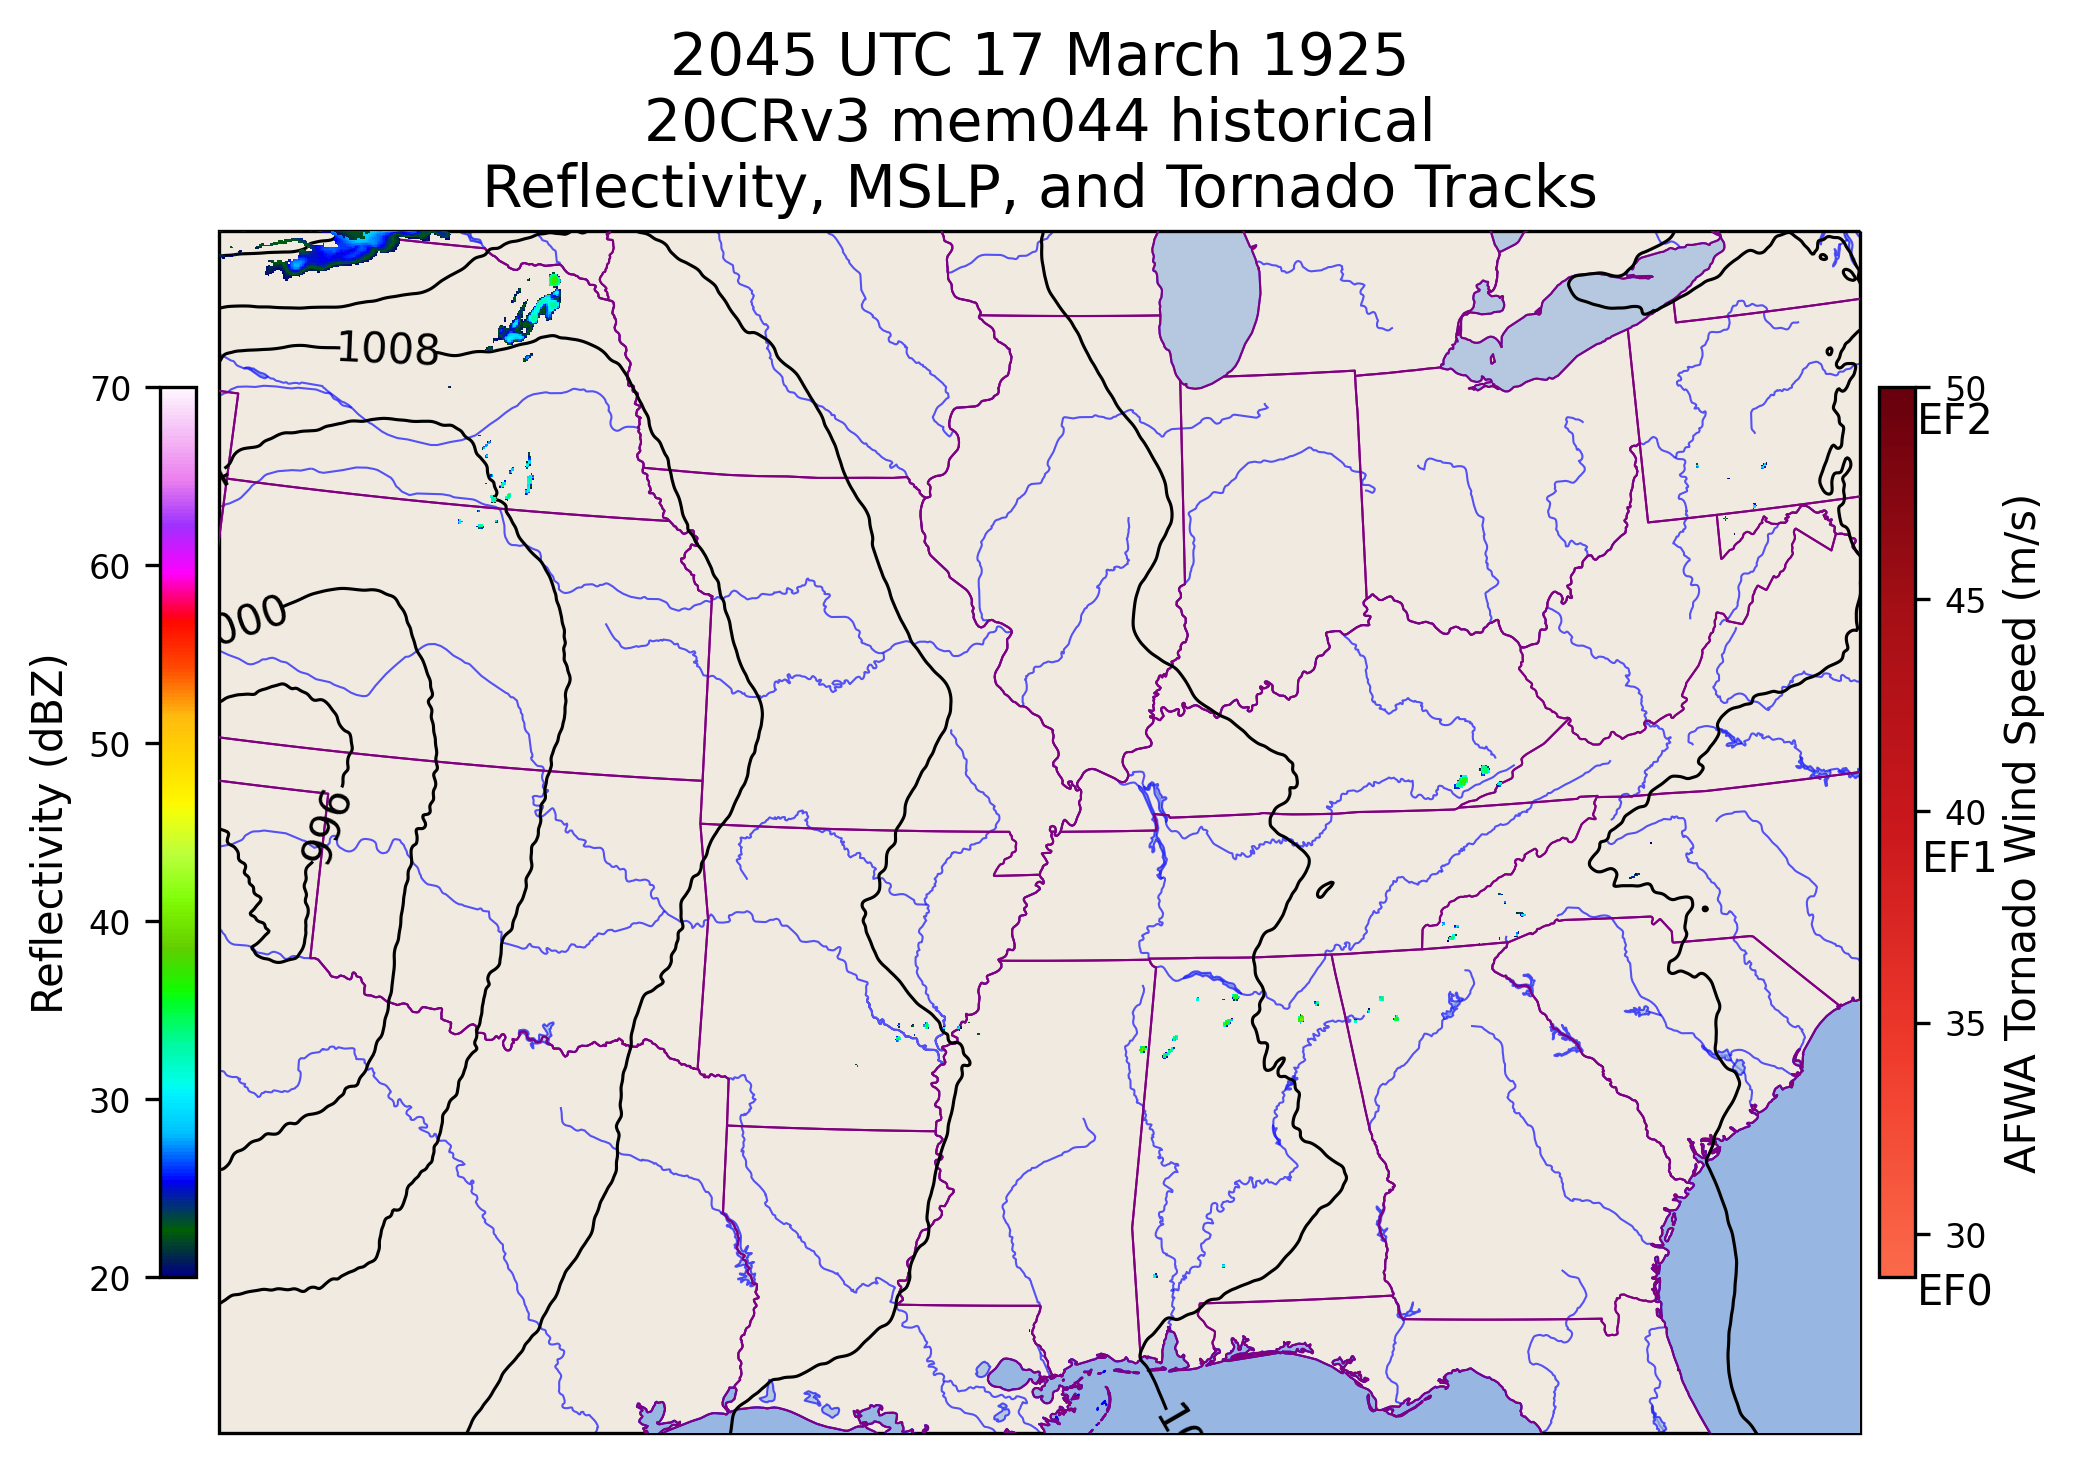 2045 UTC 17 March 1925
20CRv3 mem044 historical
Reflectivity, MSLP, and Tornado Tracks
1008
000
996
10
70
60
50
40
30
20
Reflectivity (dBZ)
50
EF2
45
40
EF1
35
30
EF0
AFWA Tornado Wind Speed (m/s)